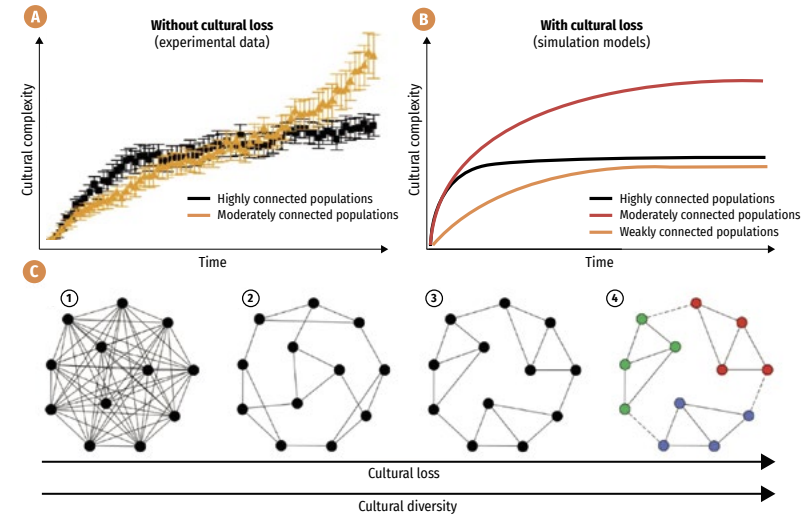 A
Without cultural loss
(experimental data)
Cultural complexity
Highly connected populations
Moderately connected populations
Time
B
With cultural loss
(simulation models)
Cultural complexity
Highly connected populations
Moderately connected populations
Weakly connected populations
Time
C
1
2
3
4
Cultural loss
Cultural diversity